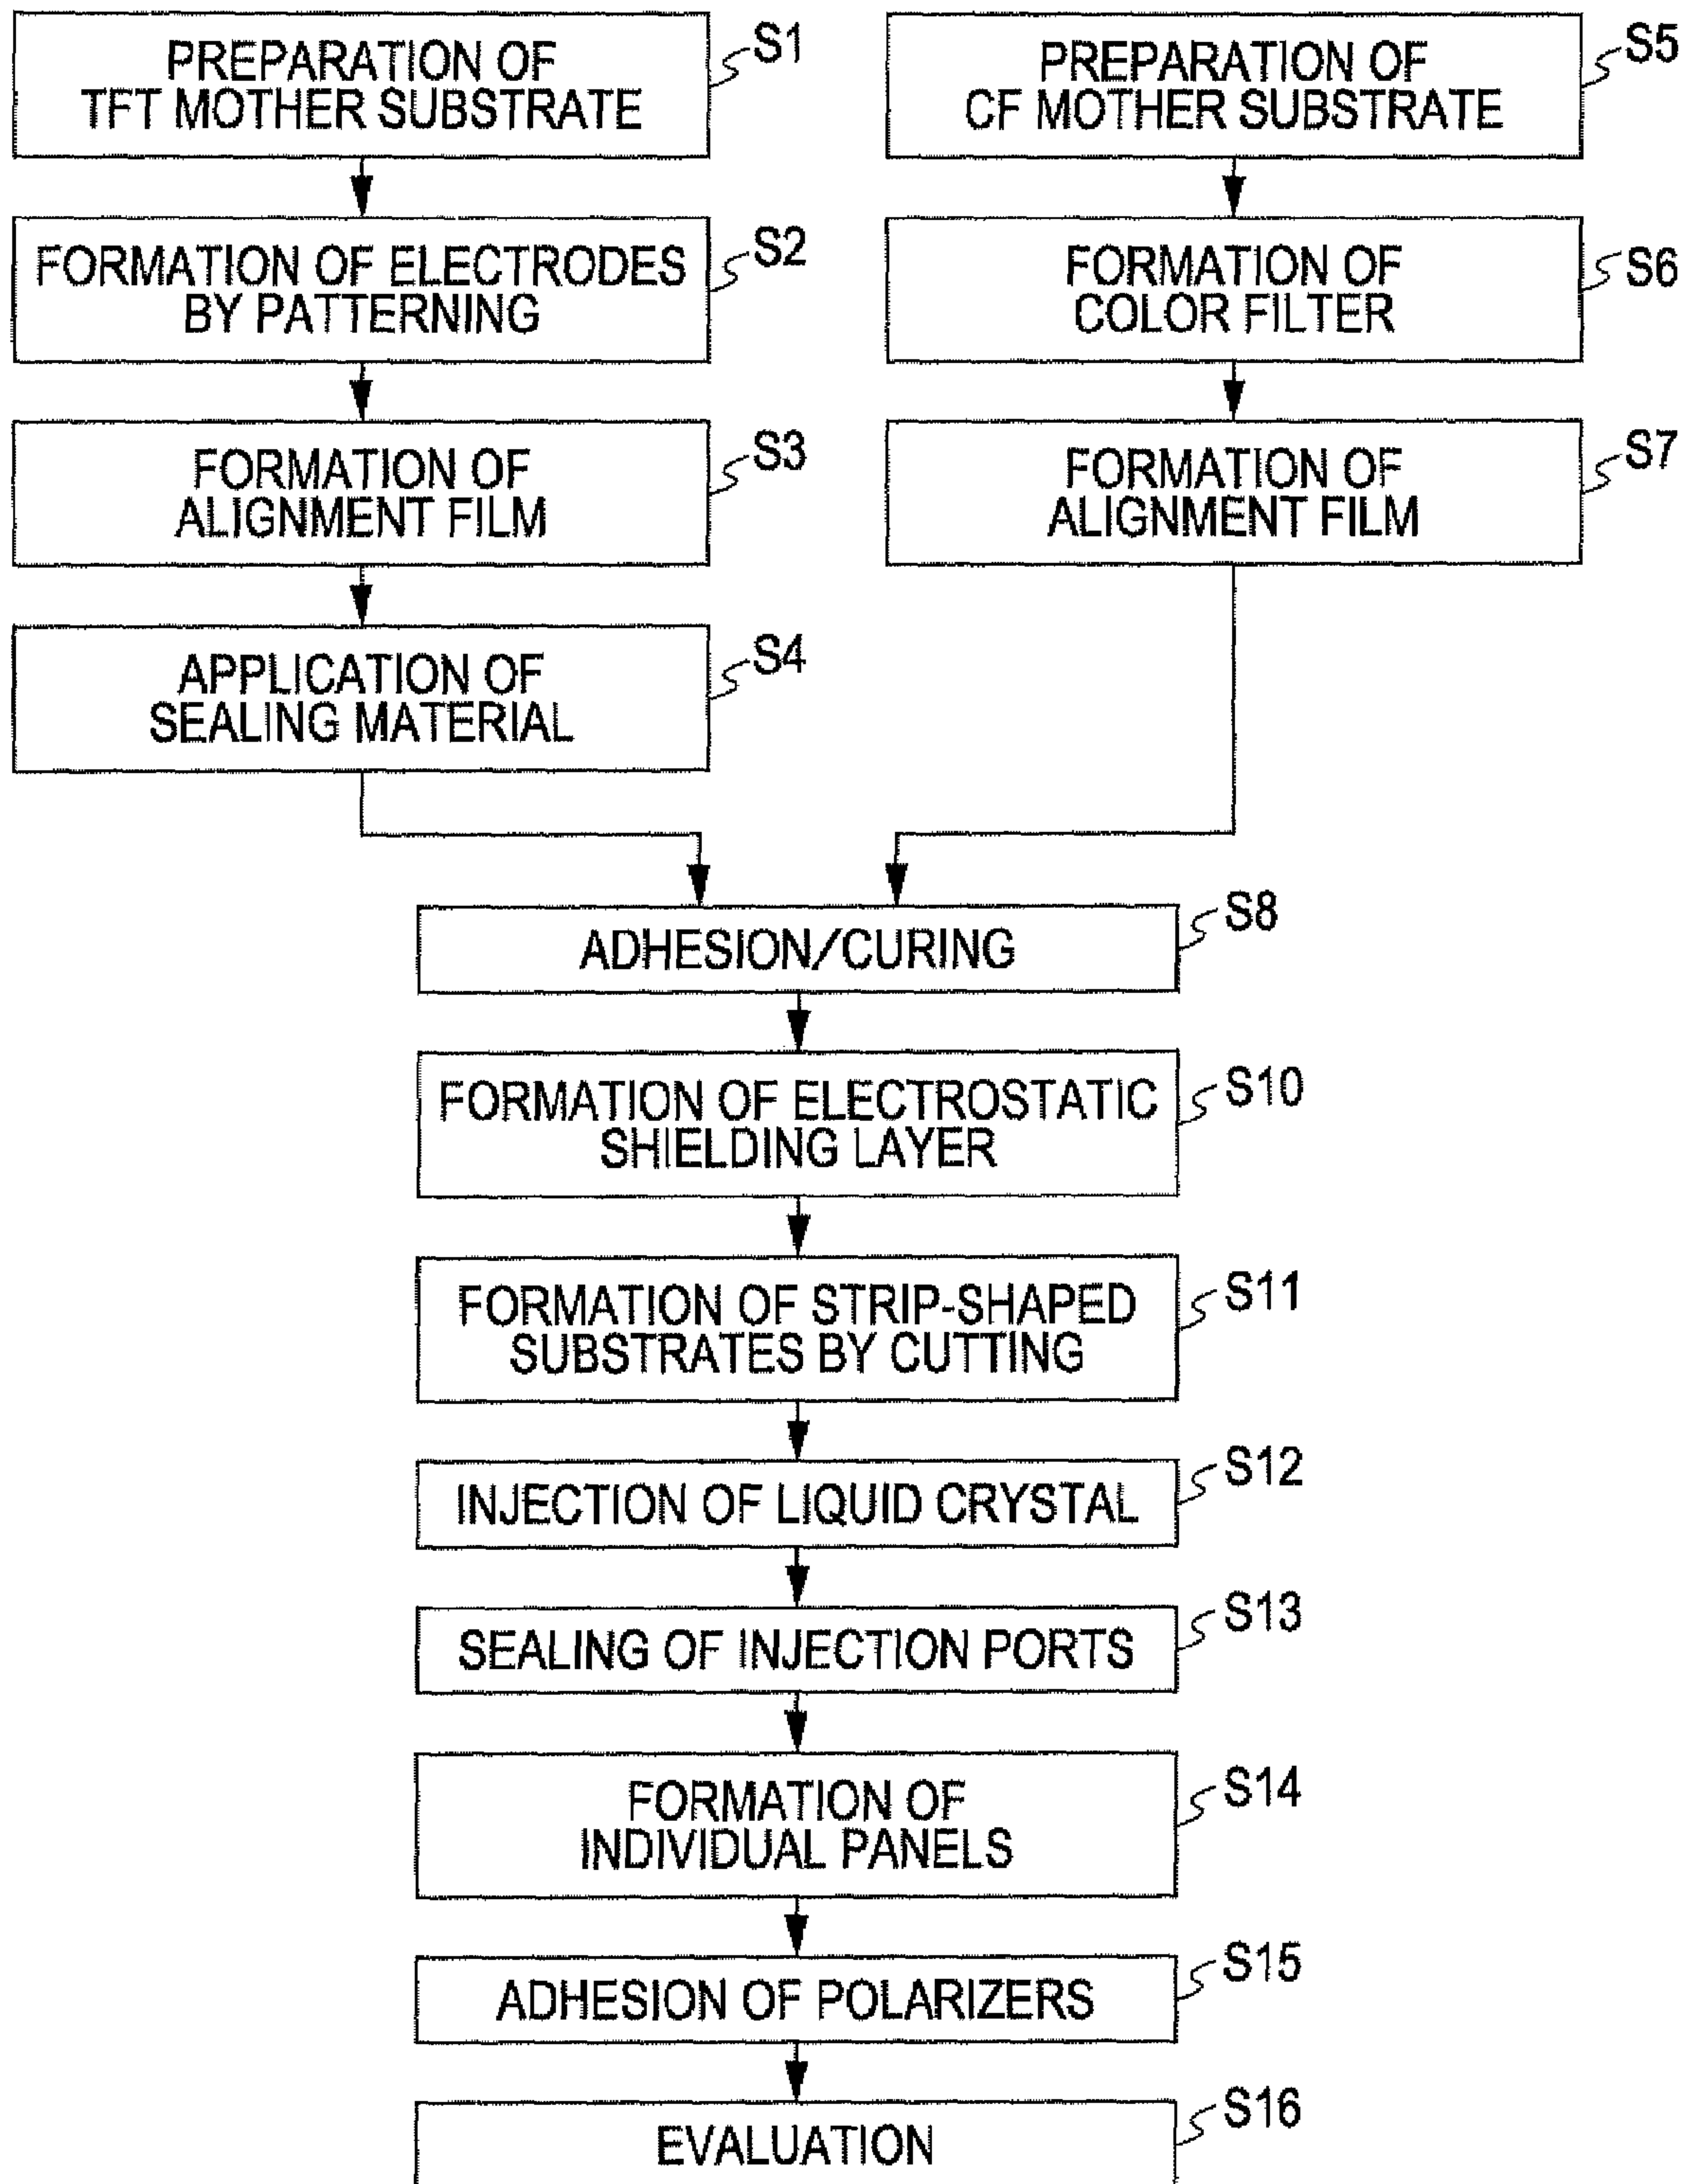 PREPARATION OF
TFT MOTHER SUBSTRATE
S1
FORMATION OF ELECTRODES
BY PATTERNING
S2
FORMATION OF
ALIGNMENT FILM
S3
APPLICATION OF
SEALING MATERIAL
S4
PREPARATION OF
CF MOTHER SUBSTRATE
S5
FORMATION OF
COLOR FILTER
S6
FORMATION OF
ALIGNMENT FILM
S7
ADHESION/CURING
S8
FORMATION OF ELECTROSTATIC
SHIELDING LAYER
S10
FORMATION OF STRIP-SHAPED
SUBSTRATES BY CUTTING
S11
INJECTION OF LIQUID CRYSTAL
S12
SEALING OF INJECTION PORTS
S13
FORMATION OF
INDIVIDUAL PANELS
S14
ADHESION OF POLARIZERS
S15
EVALUATION
S16